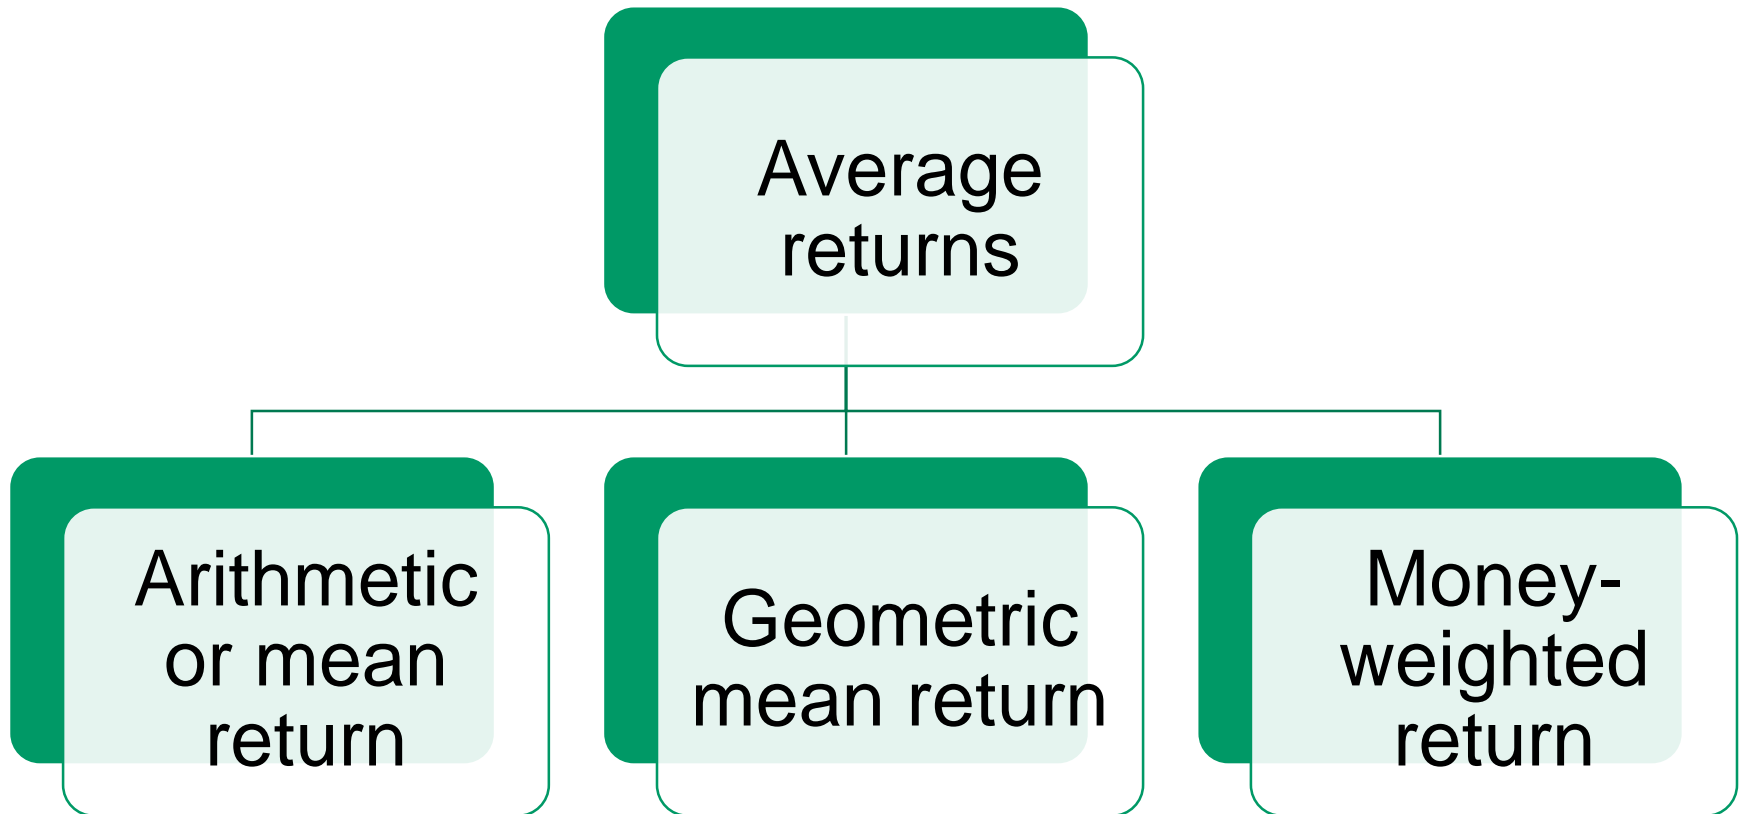 Average
returns
Arithmetic
or mean
return
Geometric
mean return
Money-
weighted
return